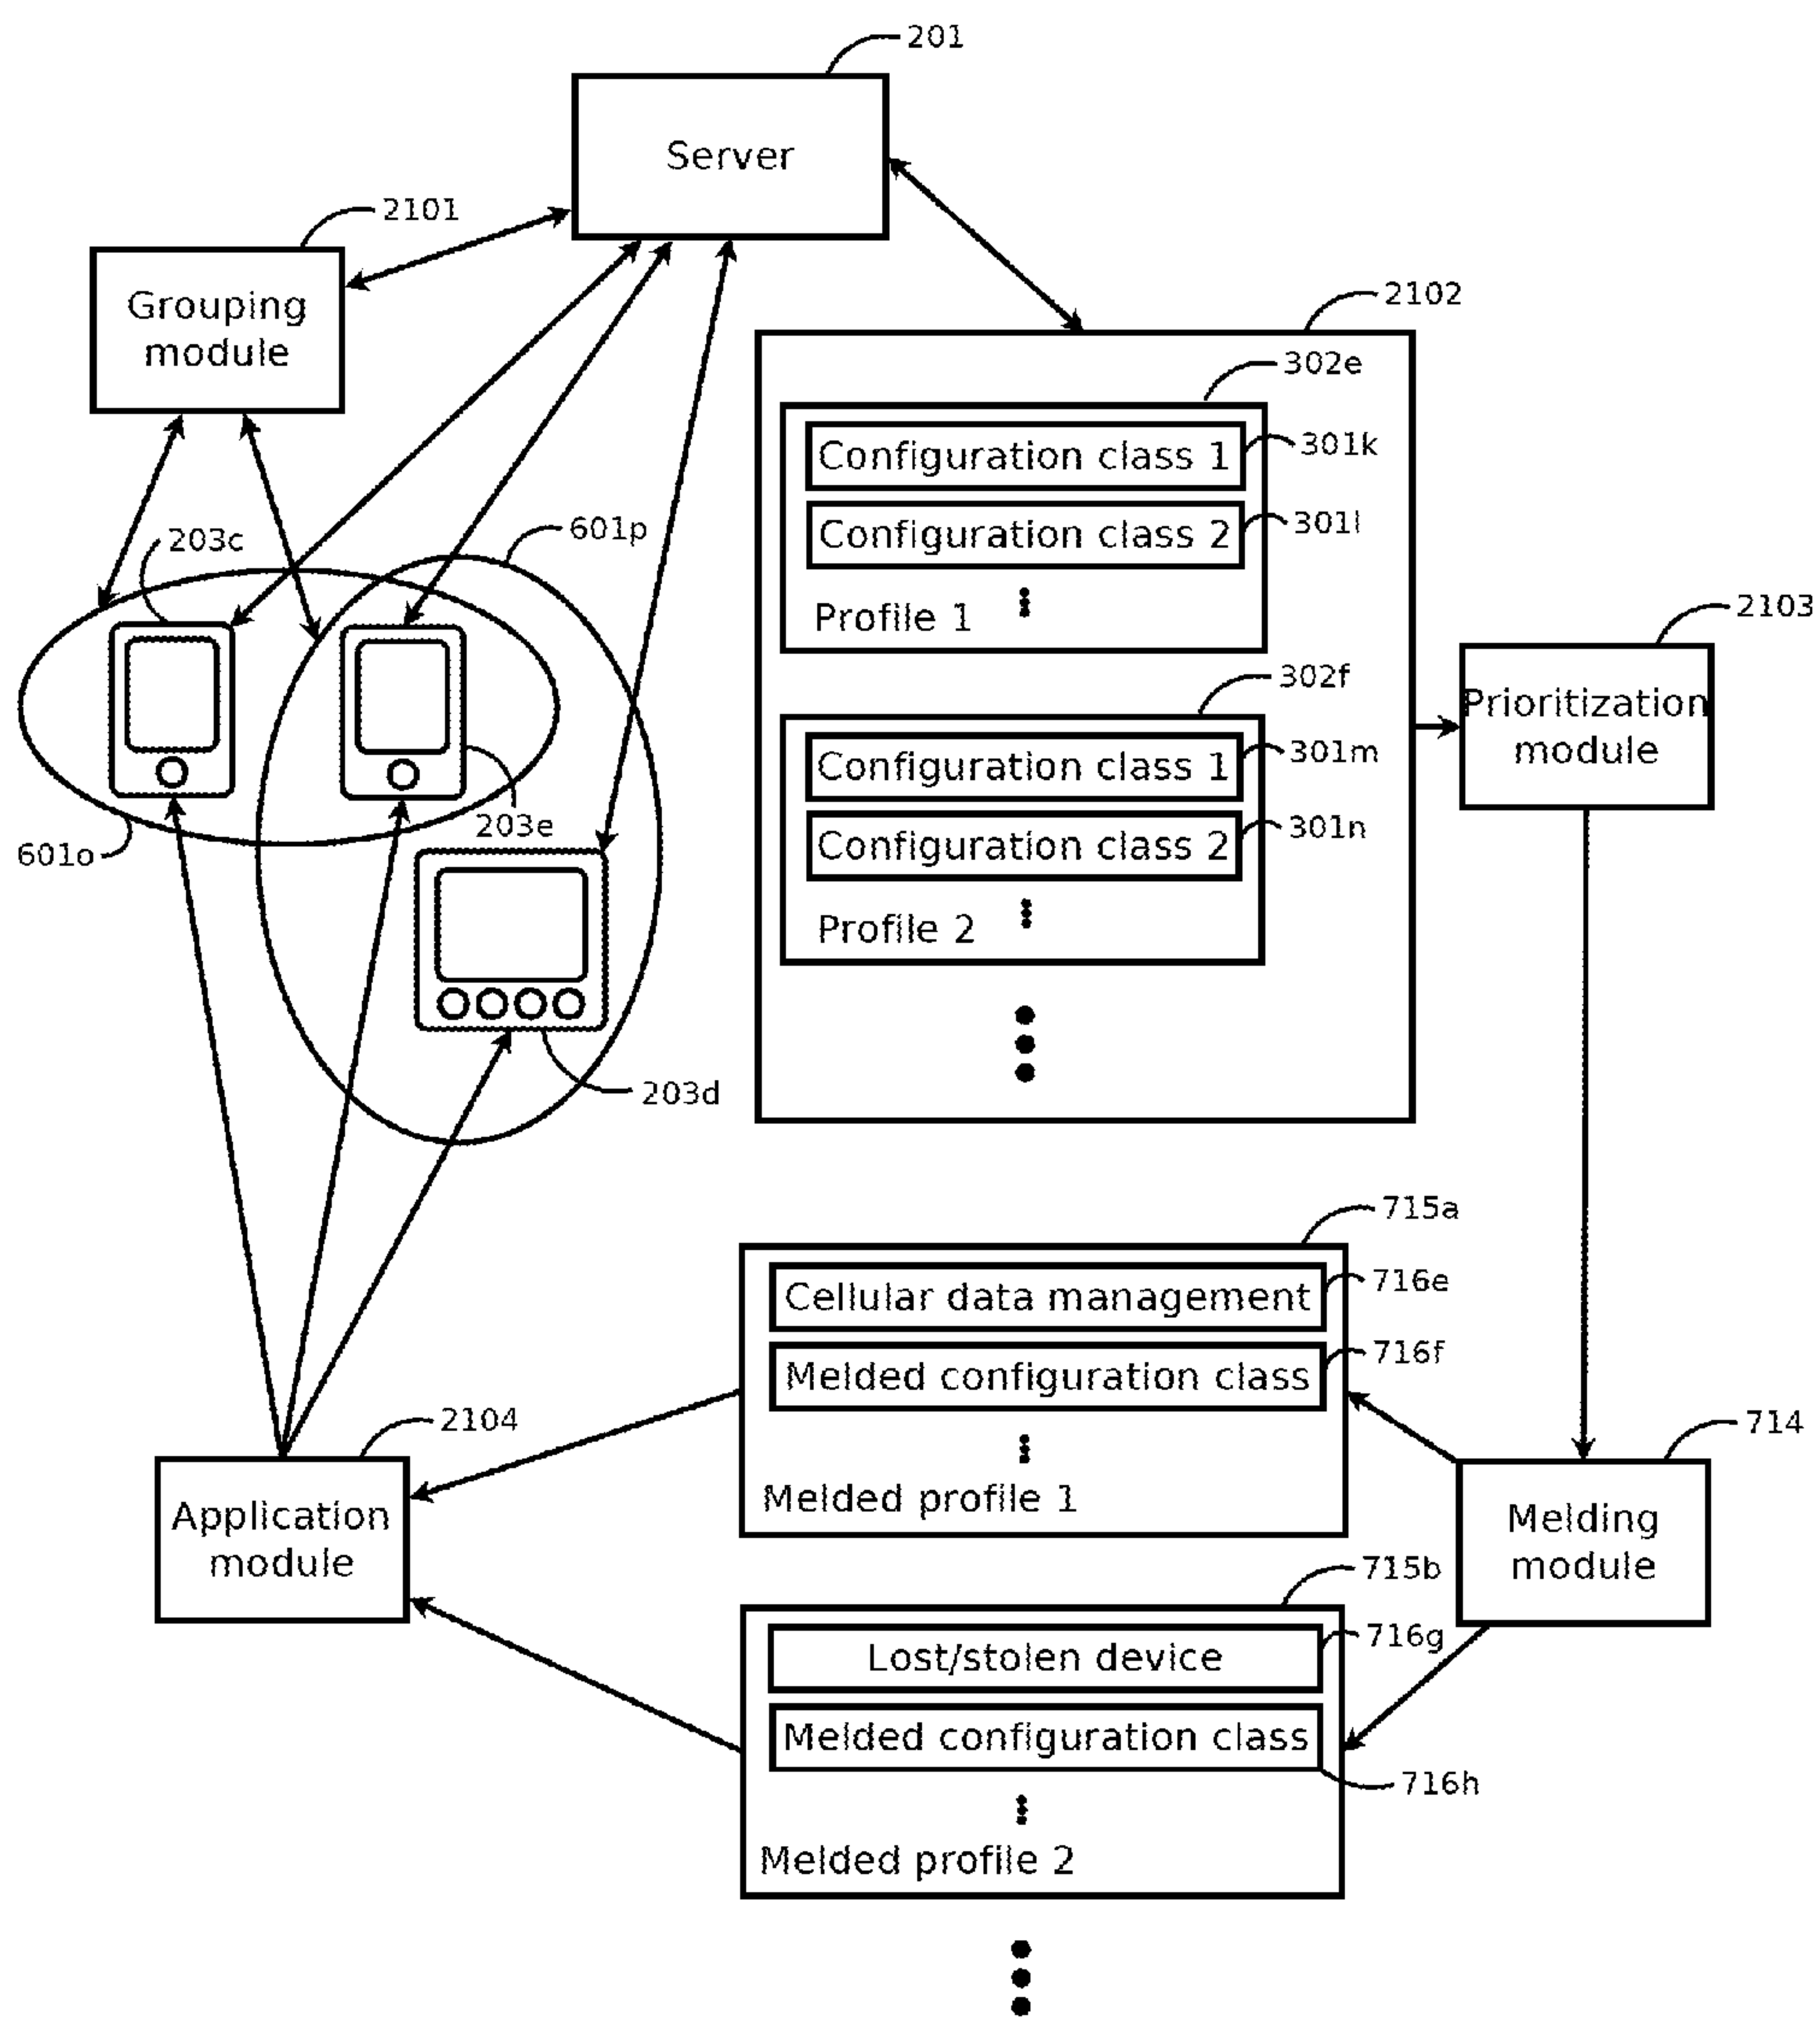 201
Server
2101
Grouping
module
2102
302e
Configuration class 1
301k
Configuration class 2
301l
Profile 1
302f
Configuration class 1
301m
Configuration class 2
301n
Profile 2
203c
601p
203e
601o
203d
2103
Prioritization
module
715a
Cellular data management
716e
Melded configuration class
716f
Melded profile 1
714
Melding
module
2104
Application
module
715b
Lost/stolen device
716g
Melded configuration class
716h
Melded profile 2